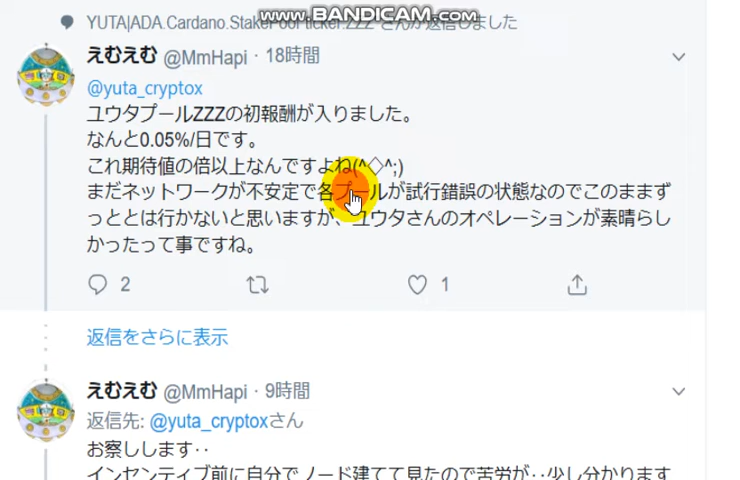 www.BANDICAM.com
YUTA|ADA.Cardano.StakePool ticker:ZZZ さんが返信しました
えむえむ @MmHapi · 18時間
@yuta_cryptox
ユウタプールZZZの初報酬が入りました。
なんと0.05%/日です。
これ期待値の倍以上なんですよね(^◇^;)
まだネットワークが不安定で各プールが試行錯誤の状態なのでこのままず
っととは行かないと思いますが、ユウタさんのオペレーションが素晴らし
かったって事ですね。
2 1
返信をさらに表示
えむえむ @MmHapi · 9時間
返信先: @yuta_cryptoxさん
お察しします‥
インセンティブ前に自分でノード建てて見たので苦労が‥少し分かります